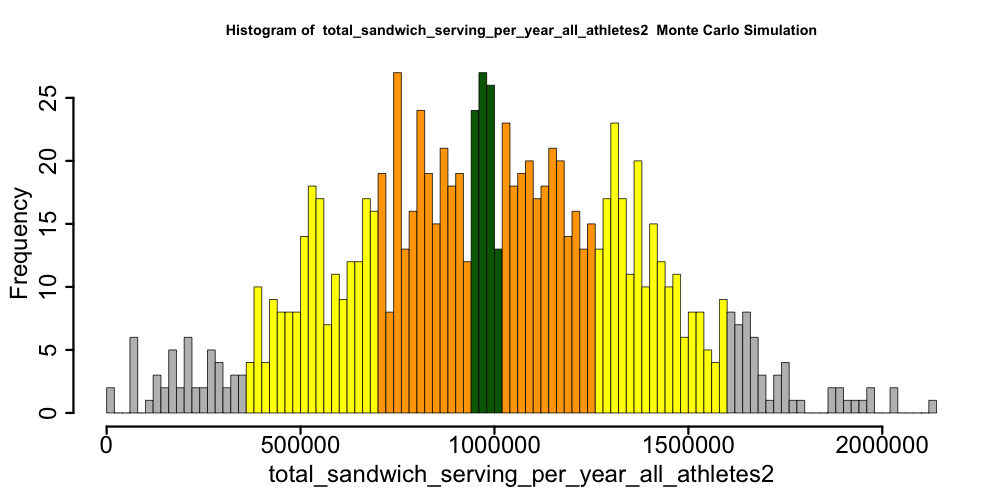 Histogram of  total_sandwich_serving_per_year_all_athletes2  Monte Carlo Simulation
Frequency
25
20
15
10
5
0
0 500000 1000000 1500000 2000000
total_sandwich_serving_per_year_all_athletes2